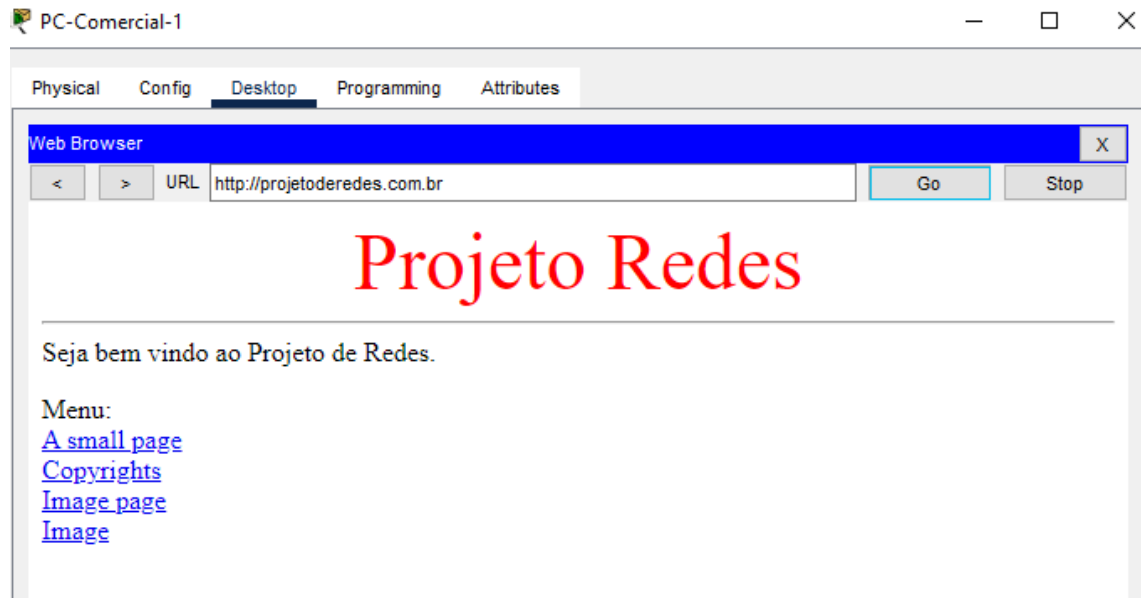 PC-Comercial-1
Physical Config Desktop Programming Attributes
Web Browser X
< > URL http://projetoderedes.com.br Go Stop
Projeto Redes
Seja bem vindo ao Projeto de Redes.
Menu:
A small page
Copyrights
Image page
Image